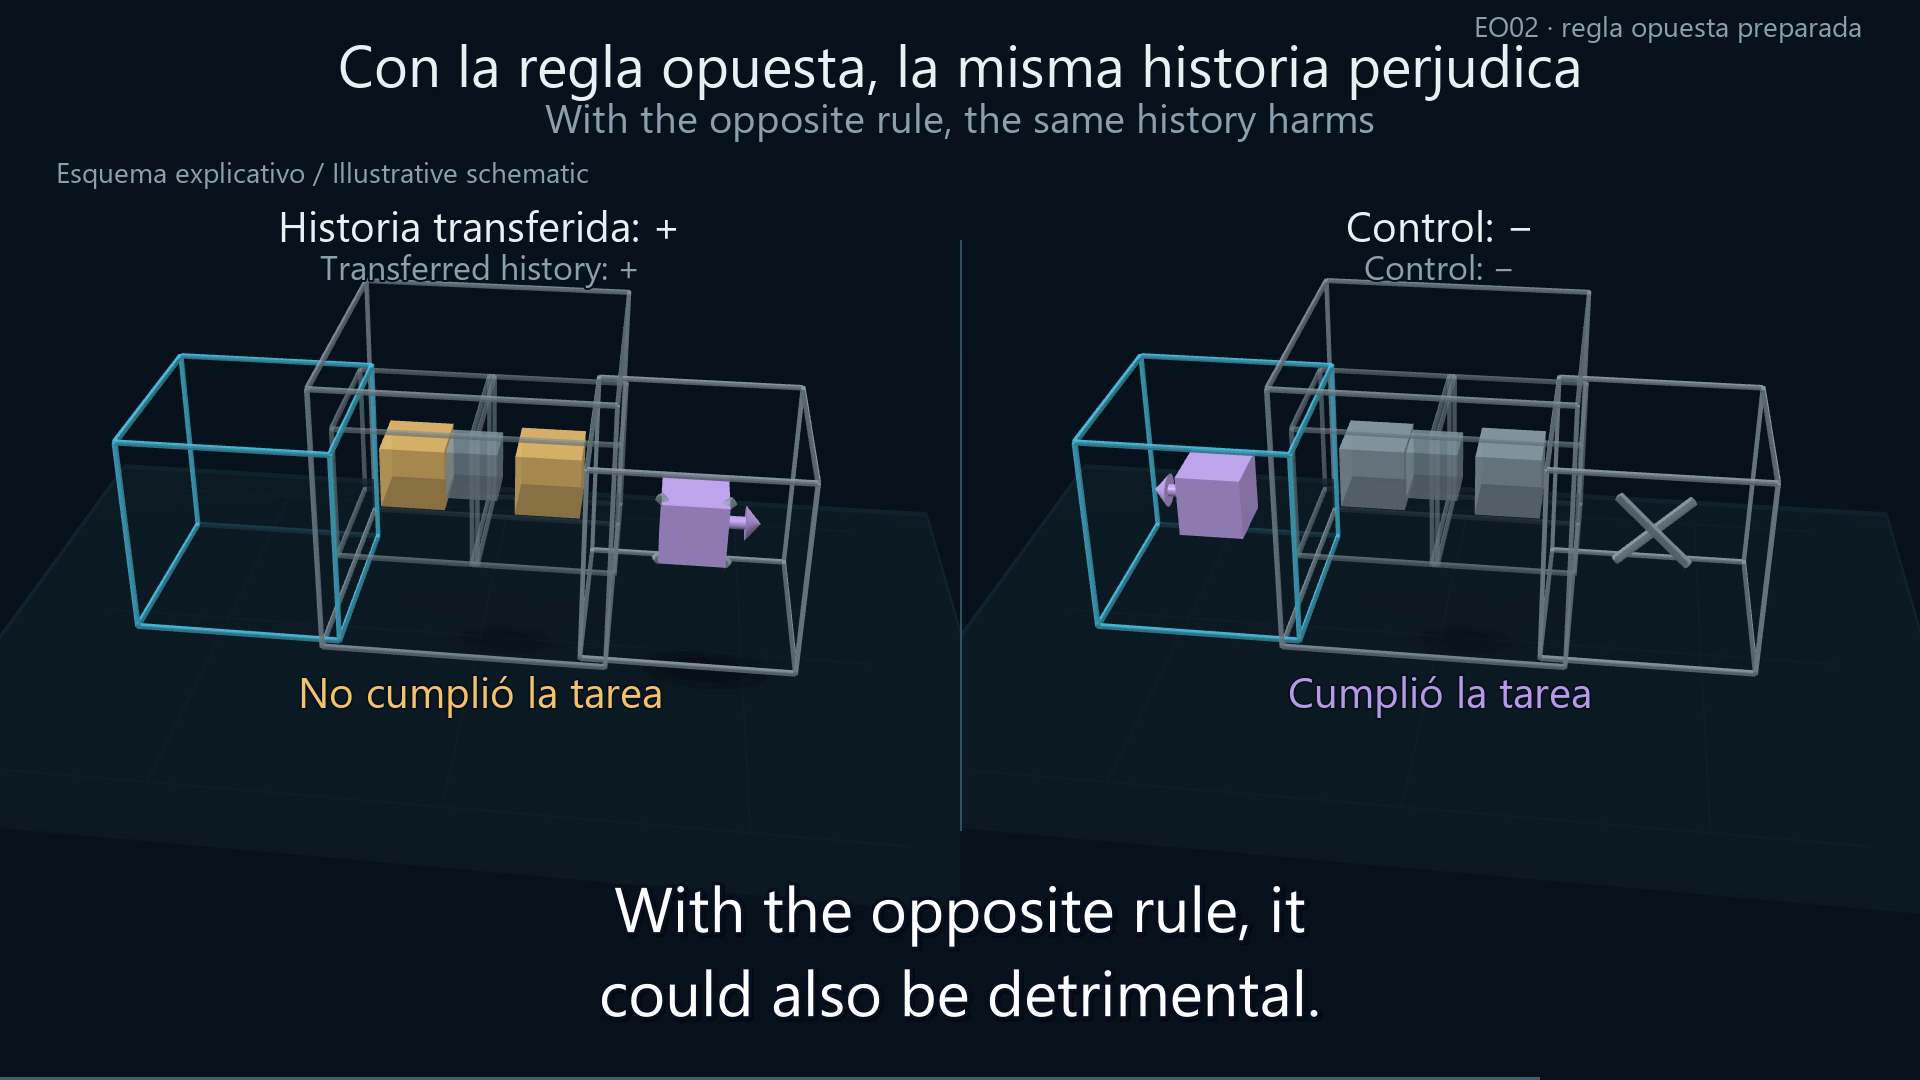 EO02 · regla opuesta preparada
Con la regla opuesta, la misma historia perjudica
With the opposite rule, the same history harms
Esquema explicativo / Illustrative schematic
Historia transferida: +
Transferred history: +
Control: −
Control: −
No cumplió la tarea
Cumplió la tarea
With the opposite rule, it
could also be detrimental.